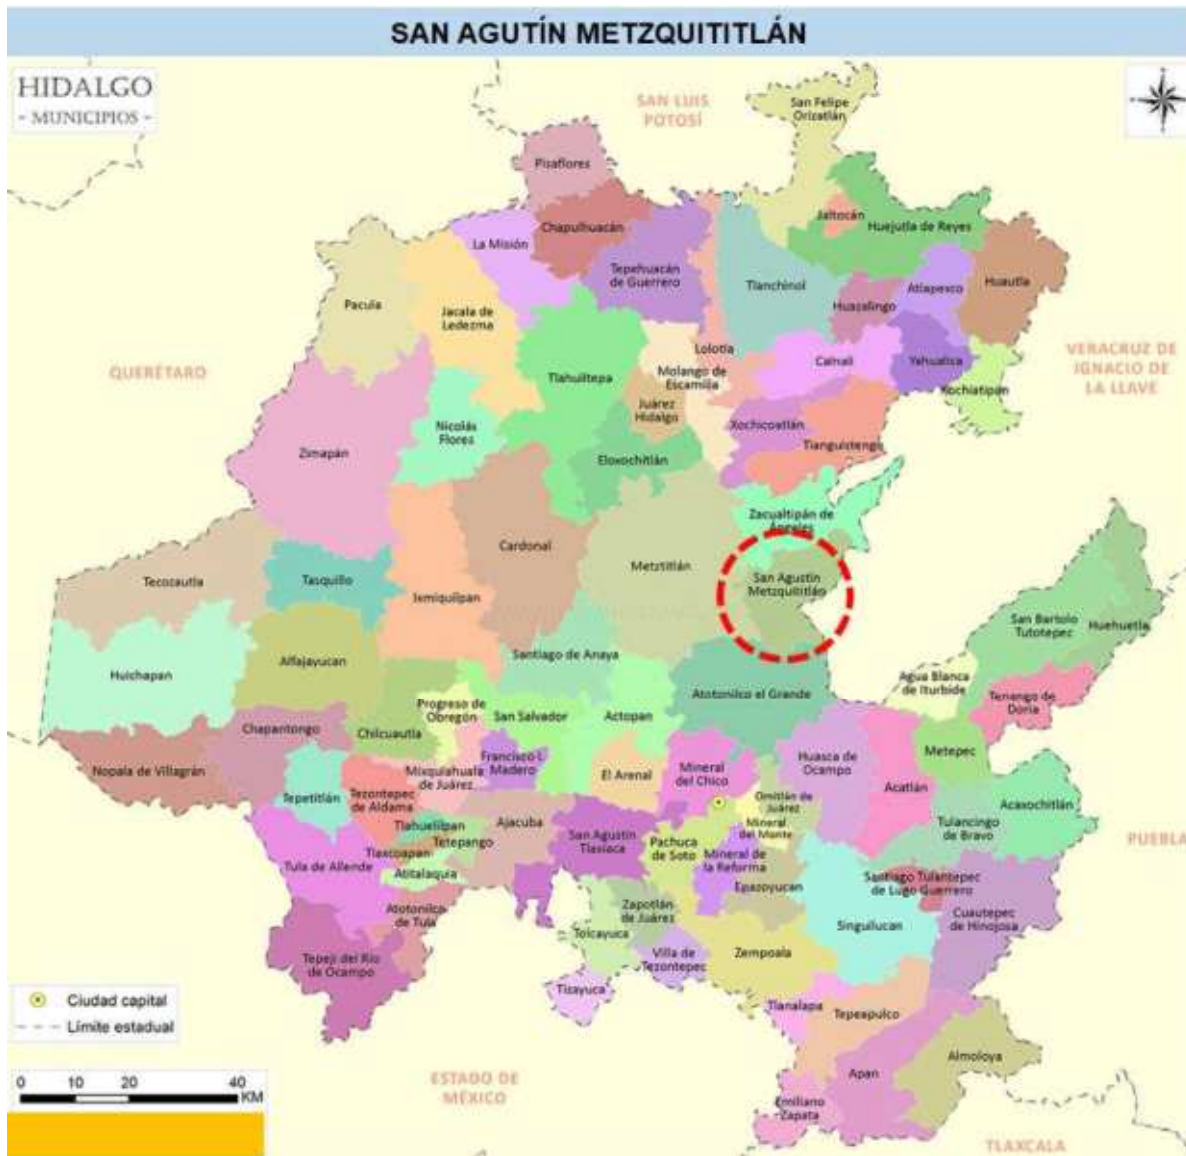 SAN AGUTÍN METZQUITITLÁN
HIDALGO
- MUNICIPIOS -
SAN LUIS
POTOSÍ
San Felipe
Orizatlán
Pisaflores
Jaltocán
Huejutla de Reyes
Chapulhuacán
La Misión
Tepehuacán
de Guerrero
Tlanchinol
Atlapexco
Huautla
Huazalingo
Pacula
Jacala de
Ledezma
Lolotla
Calnali
Yahualica
VERACRUZ DE
IGNACIO DE
LA LLAVE
QUERÉTARO
Tlahuiltepa
Molango de
Escamilla
Xochiatipan
Juárez
Hidalgo
Nicolás
Flores
Xochicoatlán
Tianguistengo
Zimapán
Eloxochitlán
Zacualtipán de
Ángeles
Cardonal
Metztitlán
Tecozautla
Tasquillo
Ixmiquilpan
San Agustín
Metzquititlán
San Bartolo
Tutotepec
Huehuetla
Santiago de Anaya
Alfajayucan
Huichapan
Atotonilco el Grande
Agua Blanca
de Iturbide
Tenango de
Doria
Progreso de
Obregón
San Salvador
Actopan
Chapantongo
Chilcuautla
Metepec
Nopala de Villagrán
Mixquiahuala
de Juárez
Francisco I.
Madero
El Arenal
Mineral
del Chico
Huasca de
Ocampo
Acatlán
Tepetitlán
Tezontepec
de Aldama
Omitlán de
Juárez
Acaxochitlán
Tlahuelilpan
Ajacuba
San Agustín
Tlaxiaca
Mineral
del Monte
Tulancingo
de Bravo
PUEBLA
Tetepango
Tlaxcoapan
Pachuca
de Soto
Mineral de
la Reforma
Tula de Allende
Atitalaquia
Epazoyucan
Santiago Tulantepec
de Lugo Guerrero
Atotonilco
de Tula
Zapotlán
de Juárez
Cuautepec
de Hinojosa
Tolcayuca
Singuilucan
Tepeji del Río
de Ocampo
Villa de
Tezontepec
Zempoala
Tizayuca
Ciudad capital
Límite estadual
Tlanalapa
Tepeapulco
Almoloya
Apan
0 10 20 40
KM
ESTADO DE
MÉXICO
Emiliano
Zapata
TLAXCALA